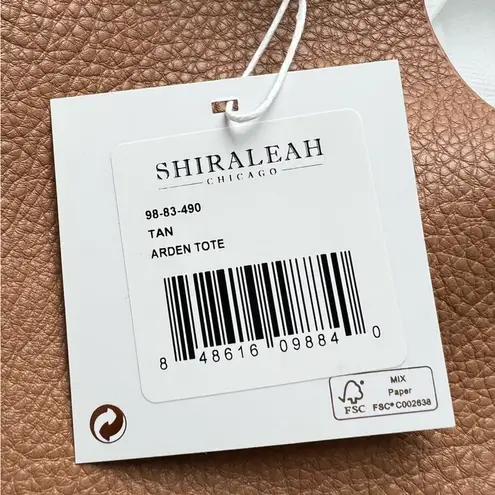 SHIRALEAH
CHICAGO
98-83-490
TAN
ARDEN TOTE
8 48616 09884 0
FSC
MIX
Paper
FSC® C002638